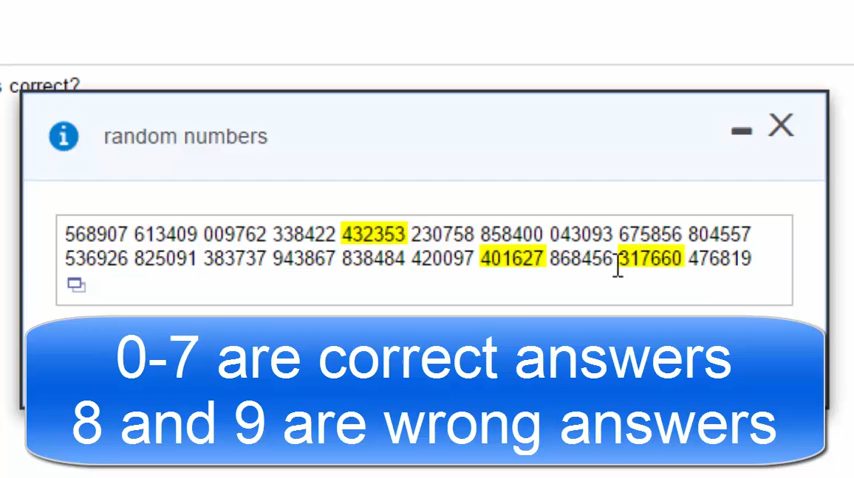 s correct?
random numbers
568907 613409 009762 338422 432353 230758 858400 043093 675856 804557
536926 825091 383737 943867 838484 420097 401627 868456 317660 476819
0-7 are correct answers
8 and 9 are wrong answers